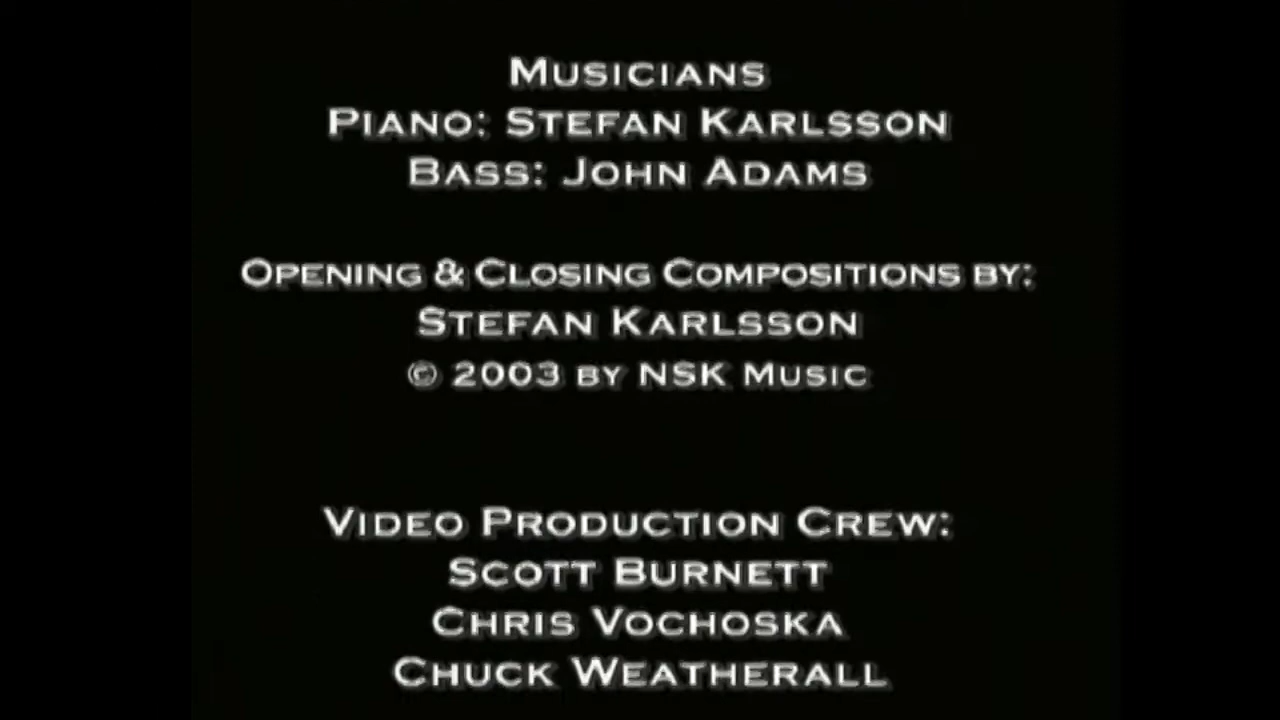 Musicians
Piano: Stefan Karlsson
Bass: John Adams
Opening & Closing Compositions by:
Stefan Karlsson
© 2003 by NSK Music
Video Production Crew:
Scott Burnett
Chris Vochoska
Chuck Weatherall